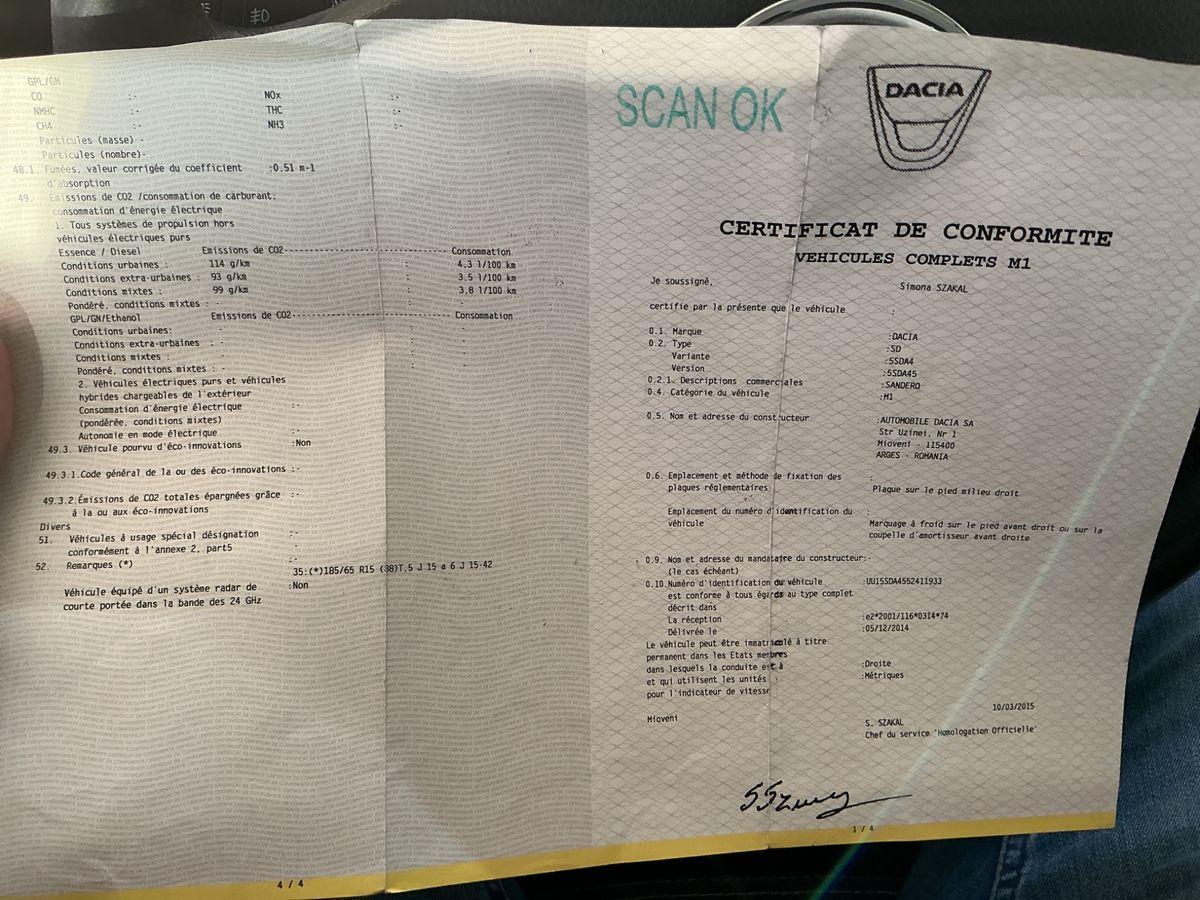 GPL/GN
CO :- NOx :-
NMHC :- THC :-
CH4 :- NH3 :-
Particules (masse) -
Particules (nombre)-
48.1. Fumées, valeur corrigée du coefficient :0,51 m-1
d'absorption
49. Emissions de CO2 /consommation de carburant:
consommation d'énergie électrique
1. Tous systèmes de propulsion hors
véhicules électriques purs
Essence / Diesel Emissions de CO2 Consommation
Conditions urbaines : 114 g/km : 4,3 l/100 km
Conditions extra-urbaines : 93 g/km : 3,5 l/100 km
Conditions mixtes : 99 g/km : 3,8 l/100 km
Pondéré, conditions mixtes : - :
GPL/GN/Ethanol Emissions de CO2 Consommation
Conditions urbaines: - :
Conditions extra-urbaines : - :
Conditions mixtes : - :
Pondéré, conditions mixtes : -
2. Véhicules électriques purs et véhicules
hybrides chargeables de l'extérieur
Consommation d'énergie électrique :-
(pondérée, conditions mixtes)
Autonomie en mode électrique :-
49.3. Véhicule pourvu d'éco-innovations :Non
49.3.1.Code général de la ou des éco-innovations :-
49.3.2.Émissions de CO2 totales épargnées grâce :-
à la ou aux éco-innovations
Divers
51. Véhicules à usage spécial désignation :-
conformément à l'annexe 2, part5
52. Remarques (*) :-
35:(*)185/65 R15 (88)T,5 J 15 a 6 J 15-42
Véhicule équipé d'un système radar de :Non
courte portée dans la bande des 24 GHz
4 / 4
SCAN OK
DACIA
CERTIFICAT DE CONFORMITE
VEHICULES COMPLETS M1
Je soussigné, Simona SZAKAL
certifie par la présente que le véhicule :
0.1. Marque :DACIA
0.2. Type :SD
Variante :5SDA4
Version :5SDA45
0.2.1. Descriptions commerciales :SANDERO
0.4. Catégorie du véhicule :M1
0.5. Nom et adresse du constructeur :AUTOMOBILE DACIA SA
Str Uzinei, Nr 1
Mioveni - 115400
ARGES - ROMANIA
0.6. Emplacement et méthode de fixation des :
plaques réglementaires Plaque sur le pied milieu droit
Emplacement du numéro d'identification du :
véhicule Marquage à froid sur le pied avant droit ou sur la
coupelle d'amortisseur avant droite
0.9. Nom et adresse du mandataire du constructeur:-
(le cas échéant)
0.10.Numéro d'identification du véhicule :UU15SDA4552411933
est conforme à tous égards au type complet
décrit dans
La réception :e2*2001/116*0314*74
Délivrée le :05/12/2014
Le véhicule peut être immatriculé à titre
permanent dans les Etats membres
dans lesquels la conduite est à :Droite
et qui utilisent les unités :Métriques
pour l'indicateur de vitesse
10/03/2015
Mioveni S. SZAKAL
Chef du service 'Homologation Officielle'
1 / 4